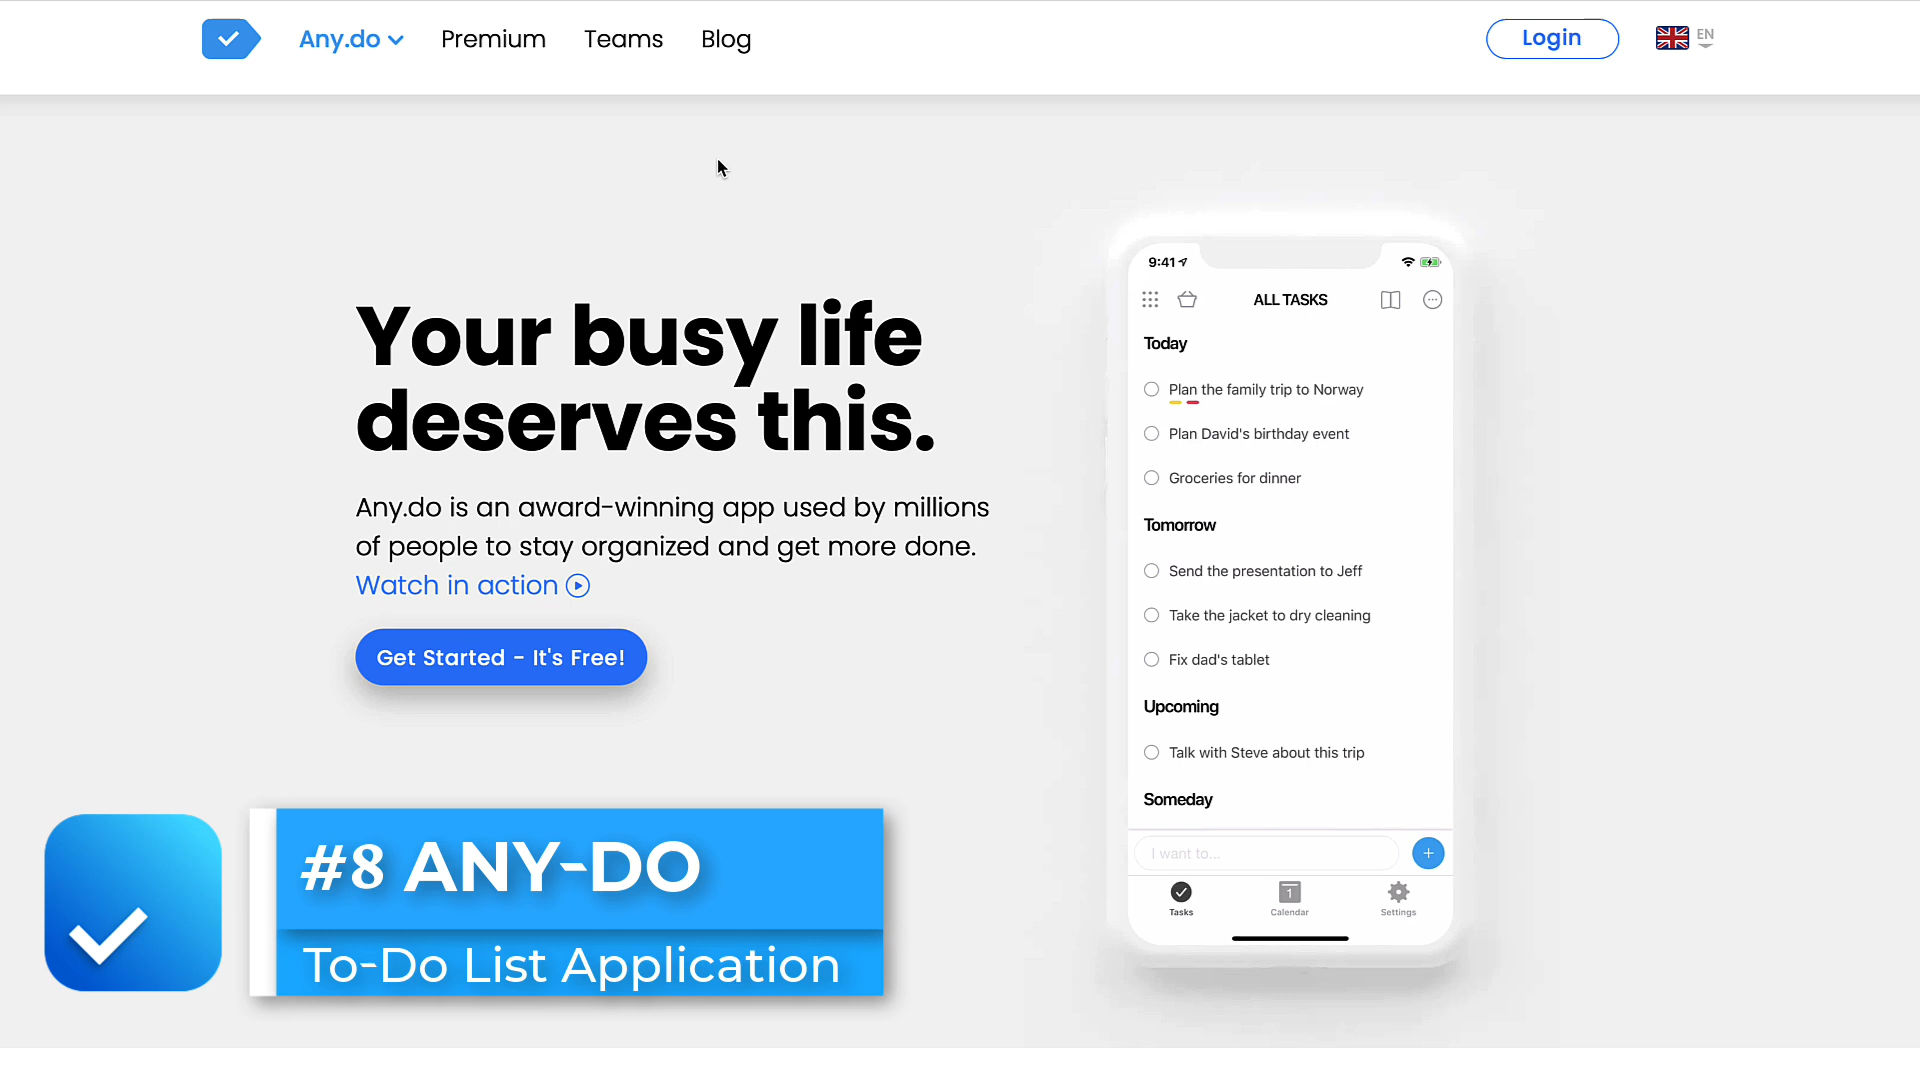 Any.do
Premium
Teams
Blog
Login
EN
Your busy life
deserves this.
Any.do is an award-winning app used by millions
of people to stay organized and get more done.
Watch in action
Get Started - It's Free!
9:41
ALL TASKS
Today
Plan the family trip to Norway
Plan David's birthday event
Groceries for dinner
Tomorrow
Send the presentation to Jeff
Take the jacket to dry cleaning
Fix dad's tablet
Upcoming
Talk with Steve about this trip
Someday
I want to...
1
Tasks
Calendar
Settings
#8 ANY-DO
To-Do List Application